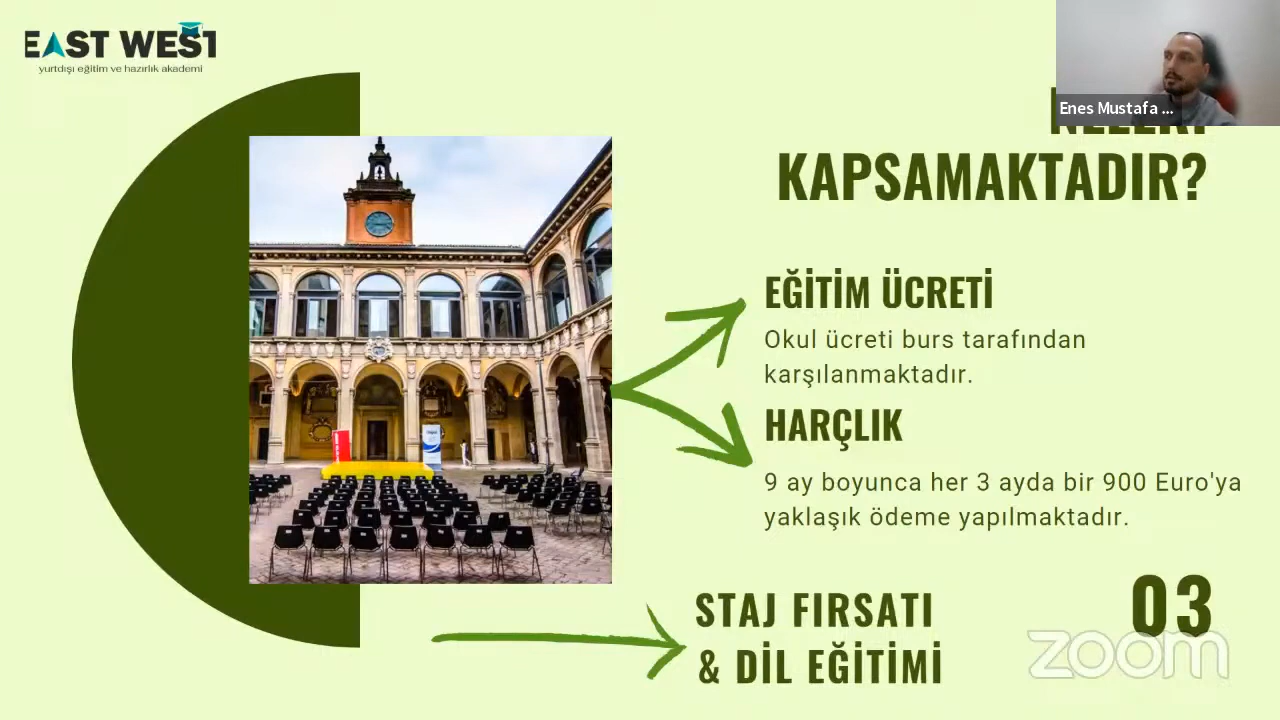 EAST WEST
yurtdışı eğitim ve hazırlık akademi
Enes Mustafa ...
KAPSAMAKTADIR?
EĞİTİM ÜCRETİ
Okul ücreti burs tarafından
karşılanmaktadır.
HARÇLIK
9 ay boyunca her 3 ayda bir 900 Euro'ya
yaklaşık ödeme yapılmaktadır.
STAJ FIRSATI
& DİL EĞİTİMİ
03
zoom